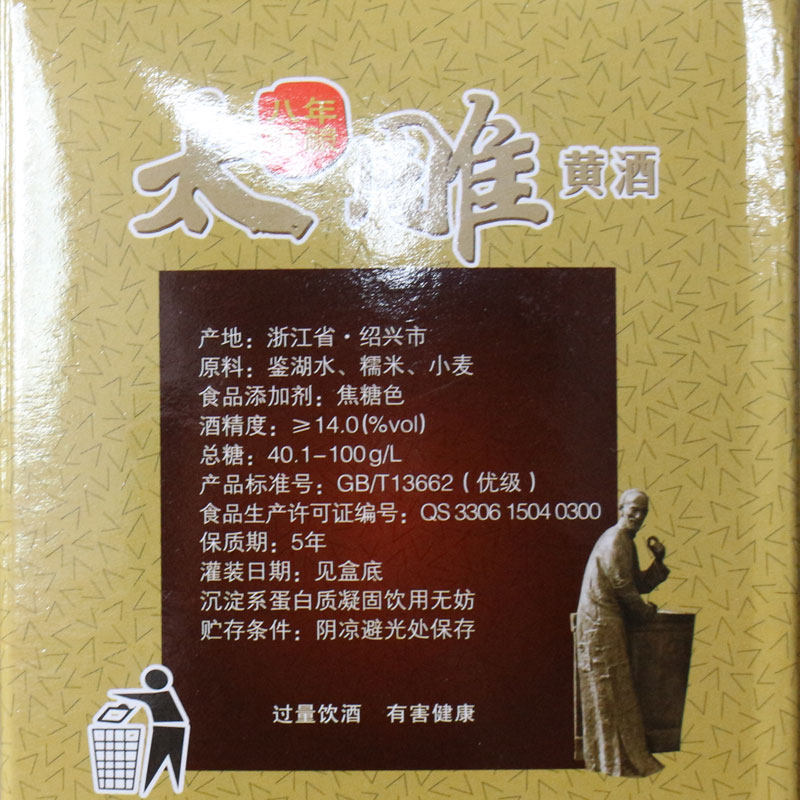 八年
太雕 黄酒
产地：浙江省·绍兴市
原料：鉴湖水、糯米、小麦
食品添加剂：焦糖色
酒精度：≥14.0(%vol)
总糖：40.1-100g/L
产品标准号：GB/T13662（优级）
食品生产许可证编号：QS 3306 1504 0300
保质期：5年
灌装日期：见盒底
沉淀系蛋白质凝固饮用无妨
贮存条件：阴凉避光处保存
过量饮酒 有害健康